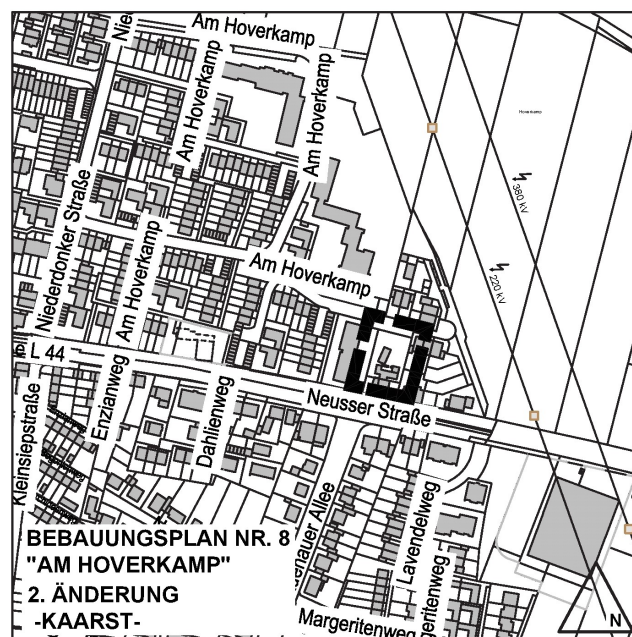 Am Hoverkamp
Am Hoverkamp
Am Hoverkamp
Hoverkamp
380 kV
220 kV
Niederdonker Straße
Am Hoverkamp
Am Hoverkamp
L 44
Neusser Straße
Kleinsiepstraße
Enzianweg
Dahlienweg
Lavendelweg
Margeritenweg
BEBAUUNGSPLAN NR. 8
"AM HOVERKAMP"
2. ÄNDERUNG
-KAARST-
N